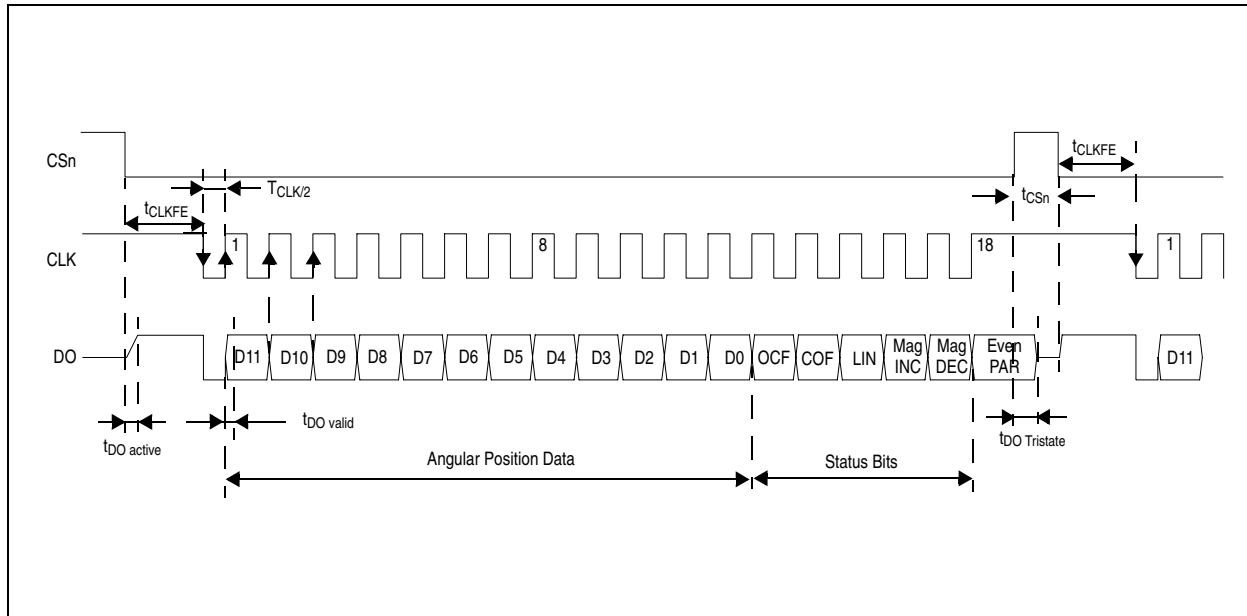 CSn
tCLKFE
TCLK/2
tCLKFE
tCSn
CLK
1
8
18
1
DO
D11
D10
D9
D8
D7
D6
D5
D4
D3
D2
D1
D0
OCF
COF
LIN
Mag
INC
Mag
DEC
Even
PAR
D11
tDO active
tDO valid
tDO Tristate
Angular Position Data
Status Bits